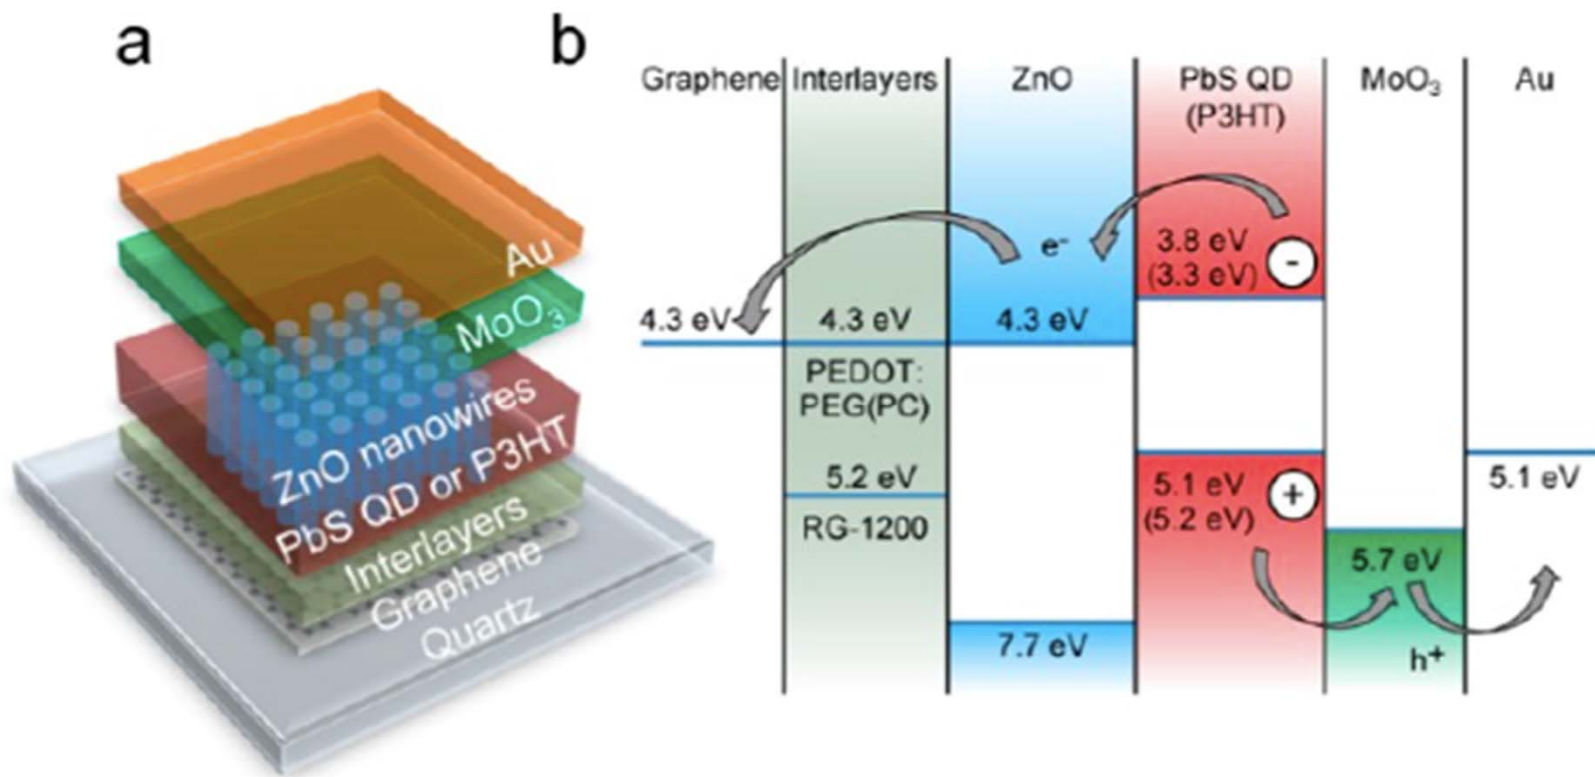 a
Au
MoO₃
ZnO nanowires
PbS QD or P3HT
Interlayers
Graphene
Quartz
b
Graphene
Interlayers
ZnO
PbS QD
(P3HT)
MoO₃
Au
e⁻
3.8 eV
(3.3 eV)
-
4.3 eV
4.3 eV
4.3 eV
PEDOT:
PEG(PC)
5.2 eV
RG-1200
5.1 eV
(5.2 eV)
+
5.1 eV
5.7 eV
7.7 eV
h⁺